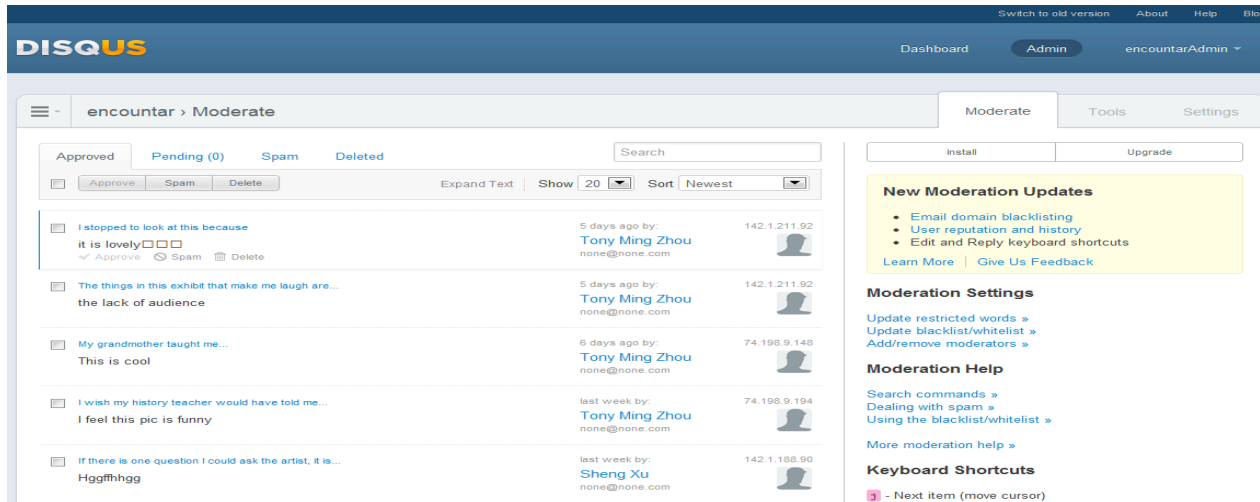 Switch to old version About Help
DISQUS
Dashboard Admin encountarAdmin
encountar › Moderate
Moderate Tools Settings
Approved Pending (0) Spam Deleted
Search
Install Upgrade
Approve Spam Delete
Expand Text Show 20 Sort Newest
New Moderation Updates
• Email domain blacklisting
• User reputation and history
• Edit and Reply keyboard shortcuts
Learn More | Give Us Feedback
I stopped to look at this because
it is lovely□□□
Approve Spam Delete
5 days ago by:
Tony Ming Zhou
none@none.com
142.1.211.92
The things in this exhibit that make me laugh are...
the lack of audience
5 days ago by:
Tony Ming Zhou
none@none.com
142.1.211.92
My grandmother taught me...
This is cool
6 days ago by:
Tony Ming Zhou
none@none.com
74.198.9.148
I wish my history teacher would have told me...
I feel this pic is funny
last week by:
Tony Ming Zhou
none@none.com
74.198.9.194
If there is one question I could ask the artist, it is...
Hggffhhgg
last week by:
Sheng Xu
none@none.com
142.1.188.90
Moderation Settings
Update restricted words »
Update blacklist/whitelist »
Add/remove moderators »
Moderation Help
Search commands »
Dealing with spam »
Using the blacklist/whitelist »
More moderation help »
Keyboard Shortcuts
J - Next item (move cursor)